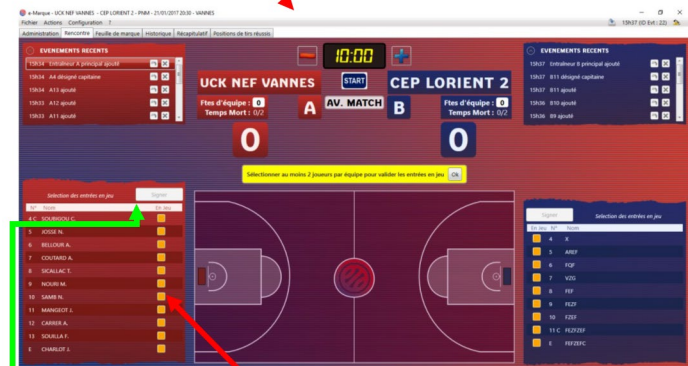 e-Marque - UCK NEF VANNES - CEP LORIENT 2 - PNM - 21/01/2017 20:30 - VANNES
Fichier Actions Configuration ?
15h37 (ID Ext : 22)
Administration Rencontre Feuille de marque Historique Récapitulatif Positions de tirs réussis
EVENEMENTS RECENTS
15h34 Entraîneur A principal ajouté
15h34 A4 désigné capitaine
15h34 A13 ajouté
15h33 A12 ajouté
15h33 A11 ajouté
10:00
START
UCK NEF VANNES
CEP LORIENT 2
Ftes d'équipe : 0
Temps Mort : 0/2
A AV. MATCH B
Ftes d'équipe : 0
Temps Mort : 0/2
0
0
EVENEMENTS RECENTS
15h37 Entraîneur B principal ajouté
15h37 B11 désigné capitaine
15h37 B11 ajouté
15h36 B10 ajouté
15h36 B9 ajouté
Sélectionner au moins 2 joueurs par équipe pour valider les entrées en jeu Ok
Selection des entrées en jeu Signer
N° Nom En Jeu
4 C SOUBIGOU C.
5 JOSSE N.
6 BELLOUR A.
7 COUTARD A.
8 SICALLAC T.
9 NOURI M.
10 SAMB N.
11 MANGEOT J.
12 CARRER A.
13 SOUILLA F.
E CHARLOT J.
Signer Selection des entrées en jeu
En Jeu N° Nom
4 X
5 AREF
6 FQF
7 VZG
8 FEF
9 FEZF
10 FZEF
11 C FEZFZEF
E FEFZEFC